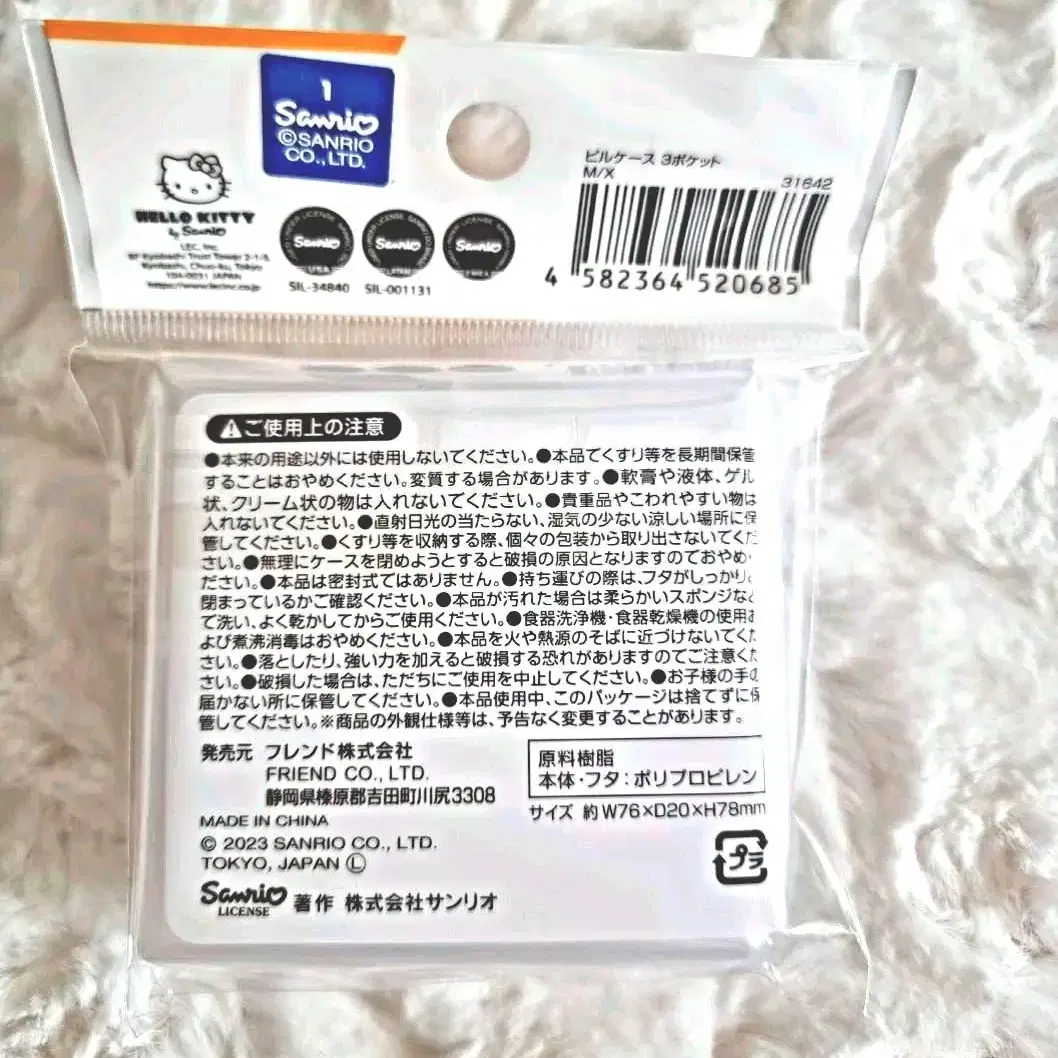 1
Sanrio
©SANRIO
CO.,LTD.
HELLO KITTY
by Sanrio
LEC, Inc.
8F Kyobashi Trust Tower 2-1-3,
Kyobashi, Chuo-ku, Tokyo
104-0031 JAPAN
https://www.lecinc.co.jp
Sanrio
USA
SIL-34840
Sanrio
LATAM
SIL-001131
Sanrio
ピルケース 3ポケット
M/X
31642
4 582364 520685
ご使用上の注意
●本来の用途以外には使用しないでください。●本品でくすり等を長期間保管
することはおやめください。変質する場合があります。●軟膏や液体、ゲル
状、クリーム状の物は入れないでください。●貴重品やこわれやすい物は
入れないでください。●直射日光の当たらない、湿気の少ない涼しい場所に保
管してください。●くすり等を収納する際、個々の包装から取り出さないでくだ
さい。●無理にケースを閉めようとすると破損の原因となりますのでおやめく
ださい。●本品は密封式ではありません。●持ち運びの際は、フタがしっかりと
閉まっているかご確認ください。●本品が汚れた場合は柔らかいスポンジなど
で洗い、よく乾かしてからご使用ください。●食器洗浄機・食器乾燥機の使用お
よび煮沸消毒はおやめください。●本品を火や熱源のそばに近づけないでくだ
さい。●落としたり、強い力を加えると破損する恐れがありますのでご注意くだ
さい。●破損した場合は、ただちにご使用を中止してください。●お子様の手の
届かない所に保管してください。●本品使用中、このパッケージは捨てずに保
管してください。※商品の外観仕様等は、予告なく変更することがあります。
発売元 フレンド株式会社
FRIEND CO., LTD.
静岡県榛原郡吉田町川尻3308
MADE IN CHINA
© 2023 SANRIO CO., LTD.
TOKYO, JAPAN Ⓛ
Sanrio
LICENSE
著作 株式会社サンリオ
原料樹脂
本体・フタ：ポリプロピレン
サイズ 約W76×D20×H78mm
プラ